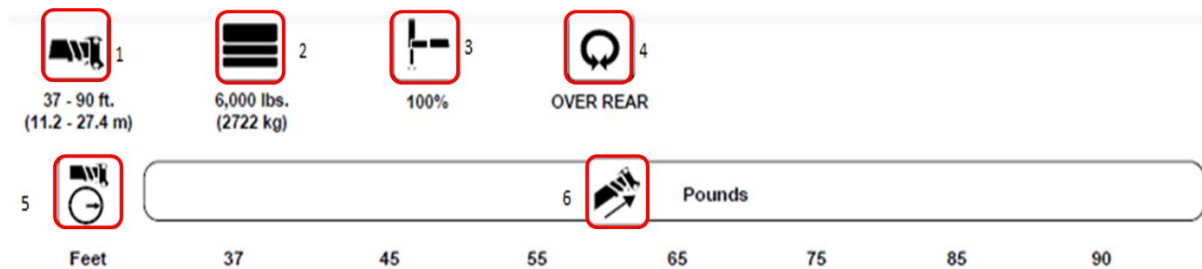 1 2 3 4
37 - 90 ft. 6,000 lbs. 100% OVER REAR
(11.2 - 27.4 m) (2722 kg)
5 6 Pounds
Feet 37 45 55 65 75 85 90